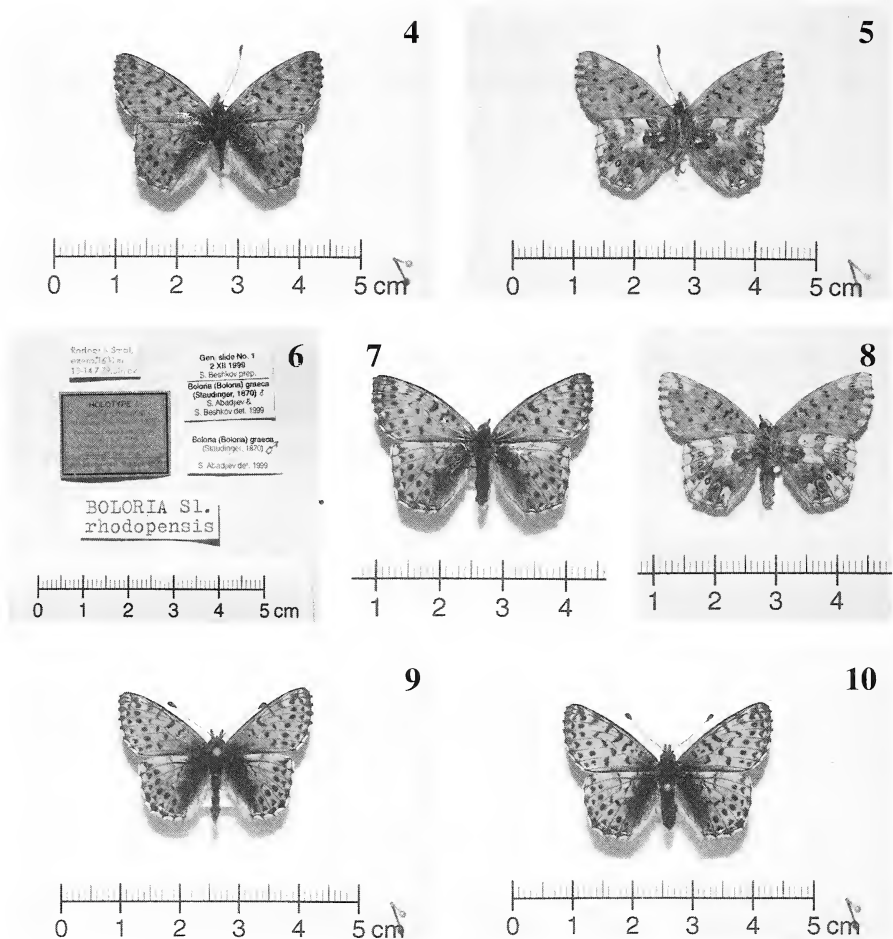 4
0 1 2 3 4 5 cm
5
0 1 2 3 4 5 cm
6
Gen. slide No. 1
2 XII 1999
S. Beshkov prep.
Boloria (Boloria) graeca
(Staudinger, 1870) ♂
S. Abadjiev &
S. Beshkov det. 1999
HOLOTYPE
Boloria (Boloria) graeca
(Staudinger, 1870) ♂
S. Abadjiev det. 1999
BOLORIA Sl.
rhodopensis
0 1 2 3 4 5 cm
7
1 2 3 4
8
1 2 3 4
9
0 1 2 3 4 5 cm
10
0 1 2 3 4 5 cm